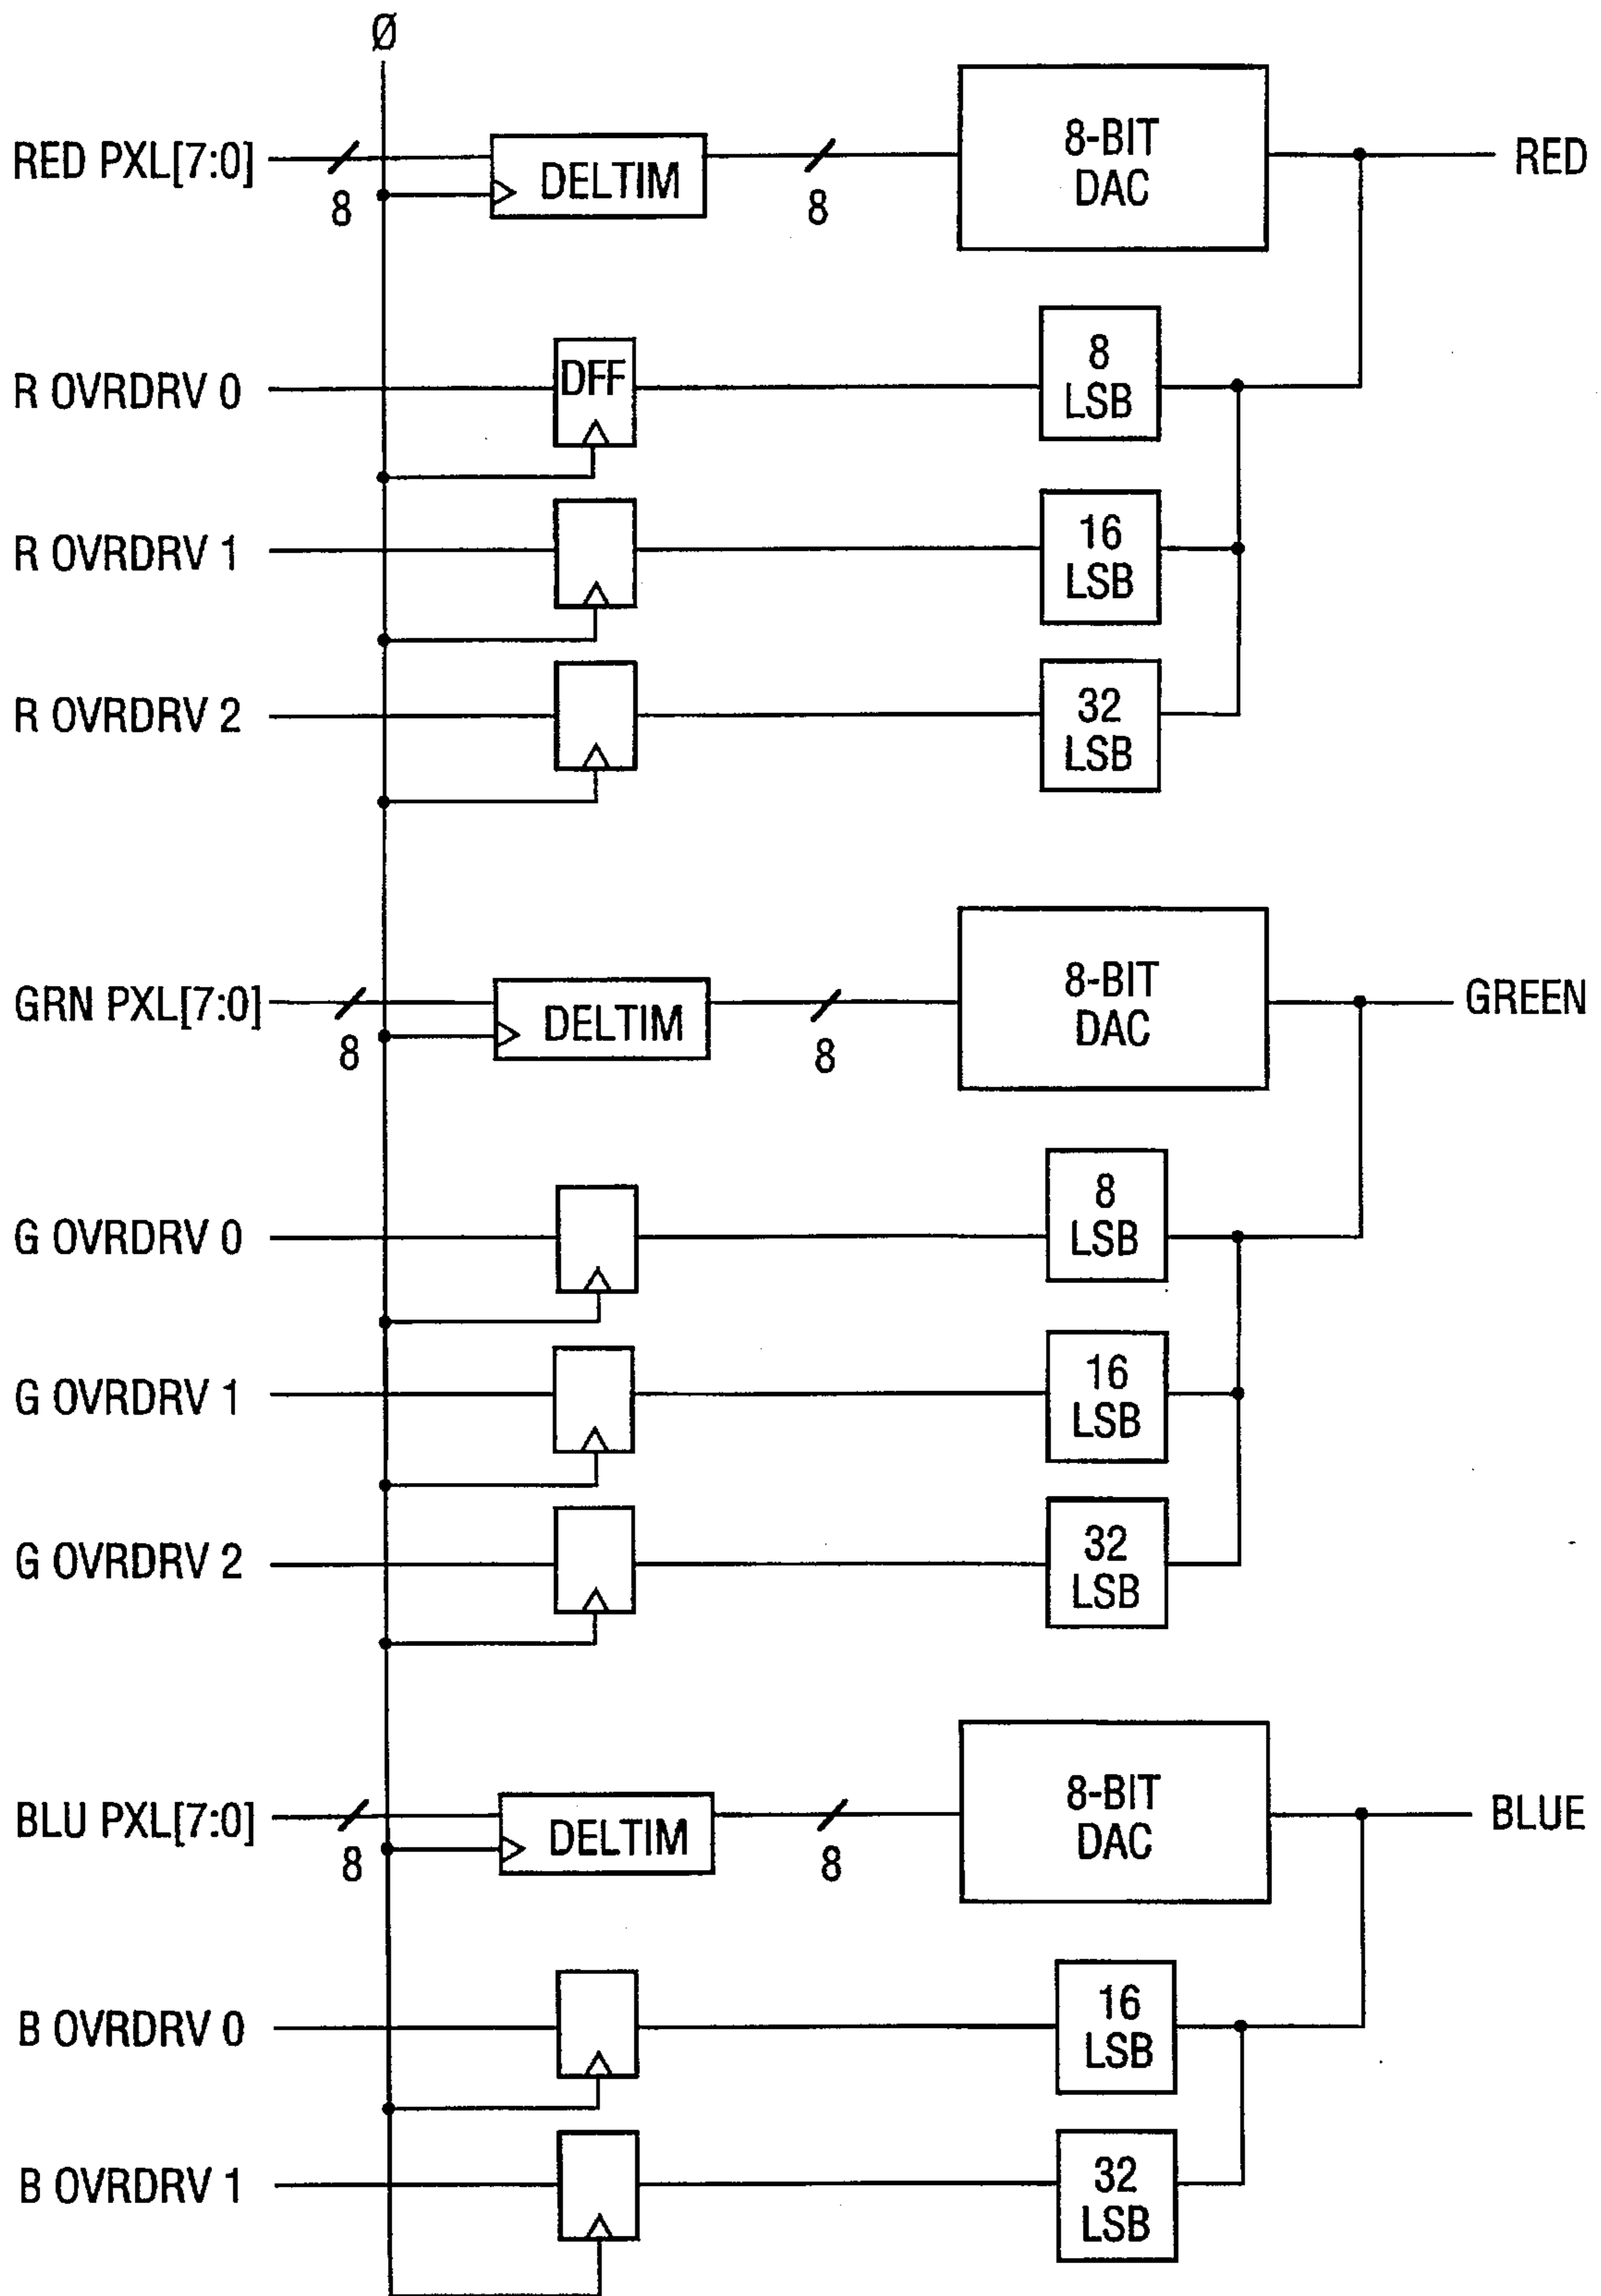 Ø
RED PXL[7:0]
8
DELTIM
8
8-BIT
DAC
RED
R OVRDRV 0
DFF
8
LSB
R OVRDRV 1
16
LSB
R OVRDRV 2
32
LSB
GRN PXL[7:0]
8
DELTIM
8
8-BIT
DAC
GREEN
G OVRDRV 0
8
LSB
G OVRDRV 1
16
LSB
G OVRDRV 2
32
LSB
BLU PXL[7:0]
8
DELTIM
8
8-BIT
DAC
BLUE
B OVRDRV 0
16
LSB
B OVRDRV 1
32
LSB